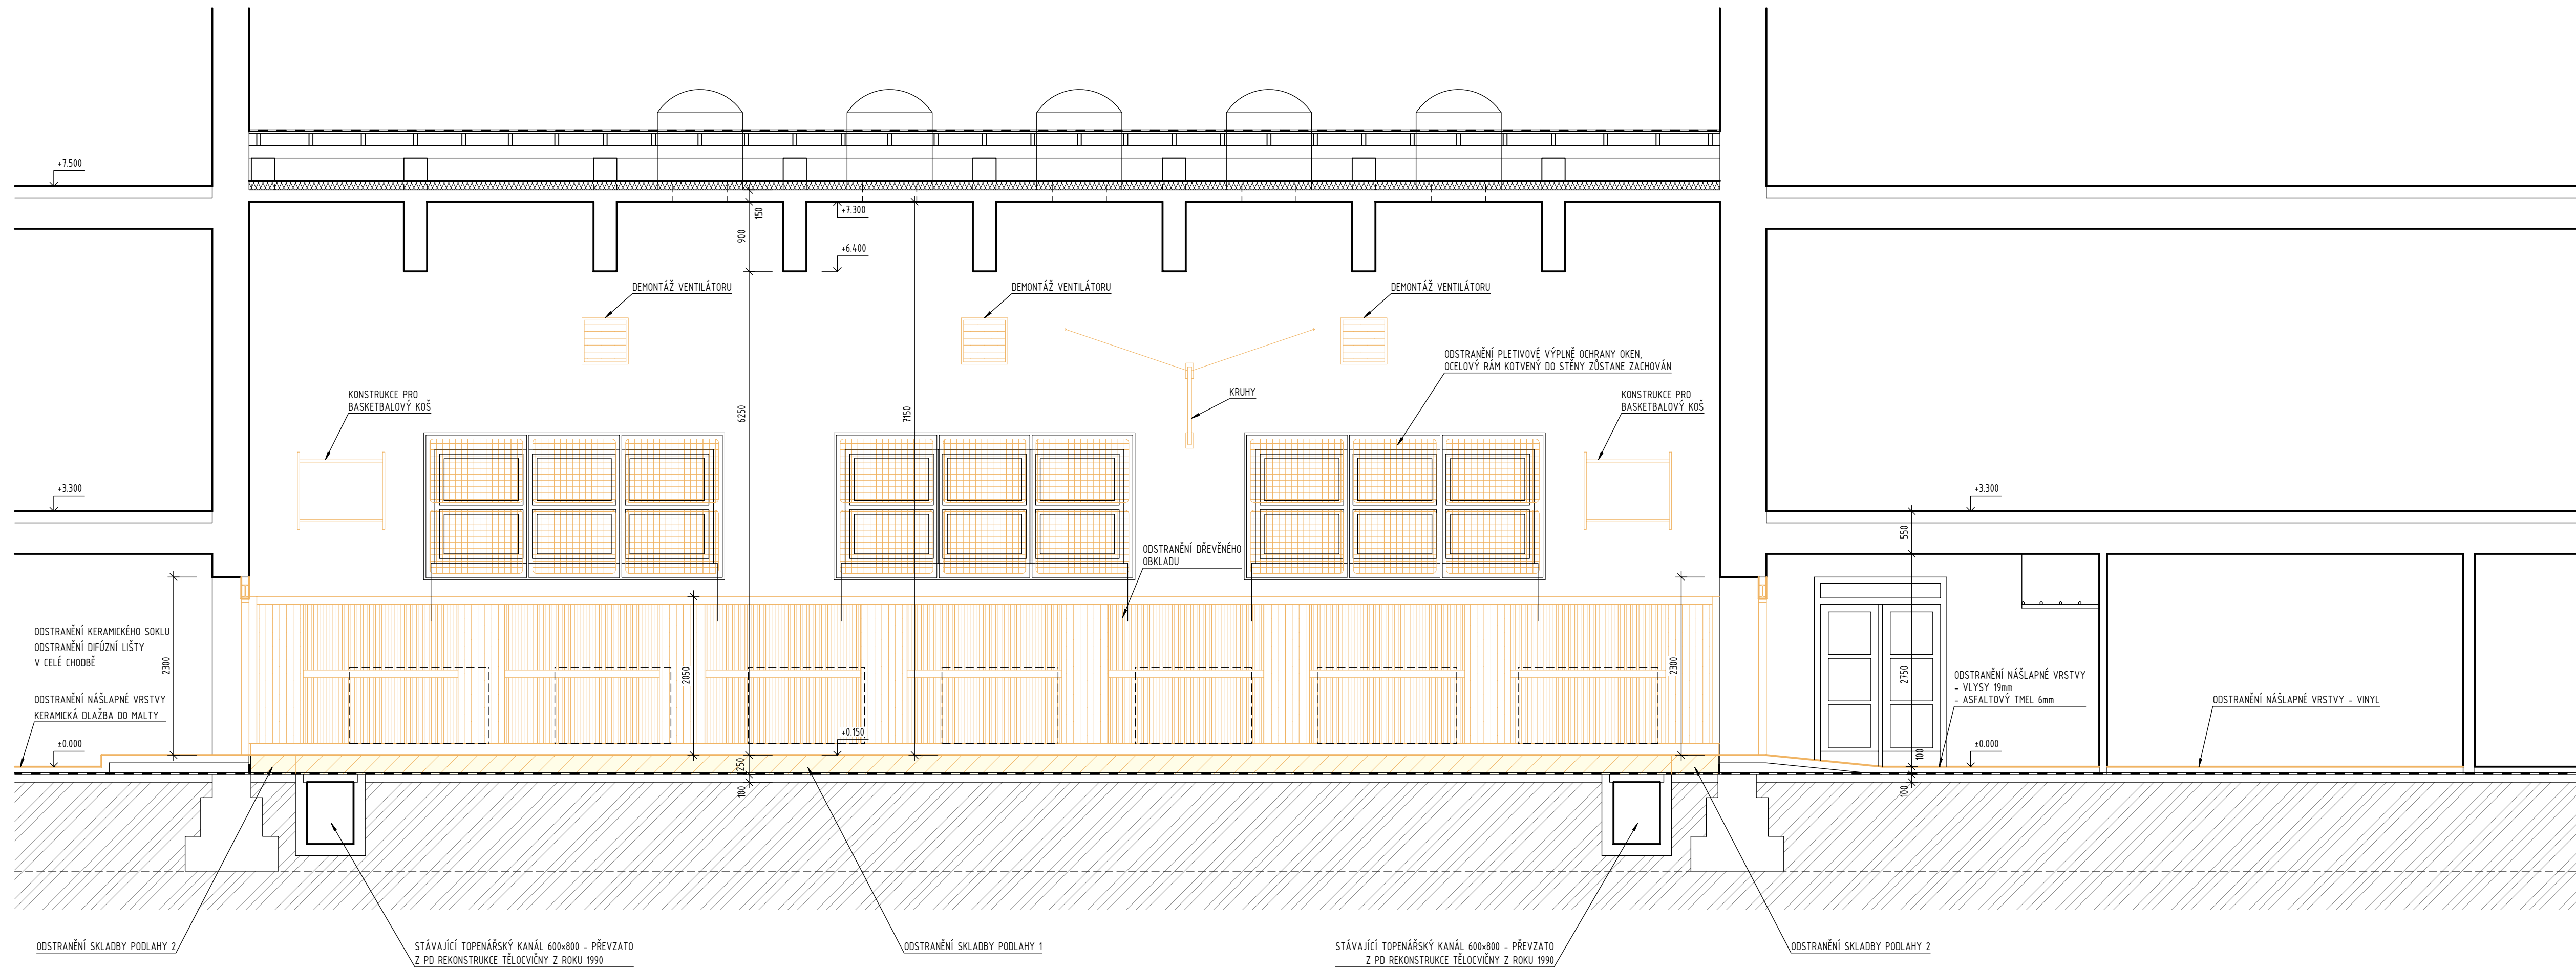 +7.500
150
+7.300
900
+6.400
DEMONTÁŽ VENTILÁTORU
DEMONTÁŽ VENTILÁTORU
DEMONTÁŽ VENTILÁTORU
ODSTRANĚNÍ PLETIVOVÉ VÝPLNĚ OCHRANY OKEN,
OCELOVÝ RÁM KOTVENÝ DO STĚNY ZŮSTANE ZACHOVÁN
KONSTRUKCE PRO
BASKETBALOVÝ KOŠ
6250
7150
KRUHY
KONSTRUKCE PRO
BASKETBALOVÝ KOŠ
+3.300
+3.300
550
ODSTRANĚNÍ DŘEVĚNÉHO
OBKLADU
ODSTRANĚNÍ KERAMICKÉHO SOKLU
ODSTRANĚNÍ DIFÚZNÍ LIŠTY
V CELÉ CHODBĚ
2300
2050
2300
2750
ODSTRANĚNÍ NÁŠLAPNÉ VRSTVY
- VLYSY 19mm
- ASFALTOVÝ TMEL 6mm
ODSTRANĚNÍ NÁŠLAPNÉ VRSTVY - VINYL
ODSTRANĚNÍ NÁŠLAPNÉ VRSTVY
KERAMICKÁ DLAŽBA DO MALTY
+0.150
±0.000
±0.000
250
100
100
100
ODSTRANĚNÍ SKLADBY PODLAHY 2
STÁVAJÍCÍ TOPENÁŘSKÝ KANÁL 600×800 - PŘEVZATO
Z PD REKONSTRUKCE TĚLOCVIČNY Z ROKU 1990
ODSTRANĚNÍ SKLADBY PODLAHY 1
STÁVAJÍCÍ TOPENÁŘSKÝ KANÁL 600×800 - PŘEVZATO
Z PD REKONSTRUKCE TĚLOCVIČNY Z ROKU 1990
ODSTRANĚNÍ SKLADBY PODLAHY 2